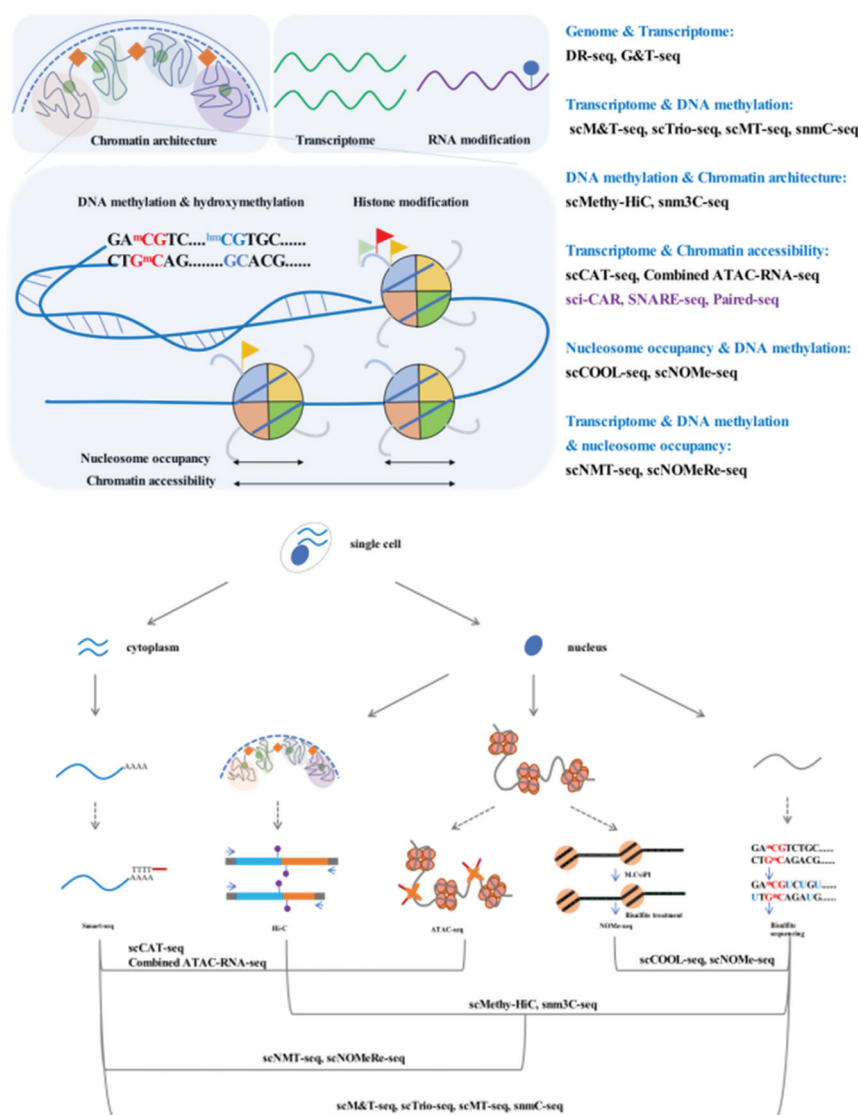 Chromatin architecture
Transcriptome
RNA modification
Genome & Transcriptome:
DR-seq, G&T-seq
Transcriptome & DNA methylation:
scM&T-seq, scTrio-seq, scMT-seq, snmC-seq
DNA methylation & Chromatin architecture:
scMethy-HiC, snm3C-seq
Transcriptome & Chromatin accessibility:
scCAT-seq, Combined ATAC-RNA-seq
sci-CAR, SNARE-seq, Paired-seq
Nucleosome occupancy & DNA methylation:
scCOOL-seq, scNOMe-seq
Transcriptome & DNA methylation
& nucleosome occupancy:
scNMT-seq, scNOMeRe-seq
DNA methylation & hydroxymethylation
Histone modification
GAmCGTC.... hmCGTGC......
CTGmCAG........GCACG......
Nucleosome occupancy
Chromatin accessibility
single cell
cytoplasm
nucleus
AAAA
TTTT
AAAA
Smart-seq
Hi-C
ATAC-seq
M.CviPI
Bisulfite treatment
NOMe-seq
GAmCGTCTGC......
CTGmCAGACG......
GAmCGUCUGU......
UTGmCAGAUG......
Bisulfite
sequencing
scCAT-seq
Combined ATAC-RNA-seq
scCOOL-seq, scNOMe-seq
scMethy-HiC, snm3C-seq
scNMT-seq, scNOMeRe-seq
scM&T-seq, scTrio-seq, scMT-seq, snmC-seq